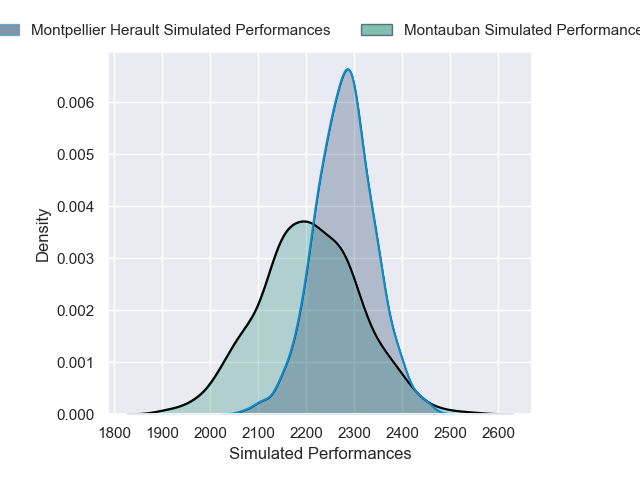 Montpellier Herault Simulated Performances
Montauban Simulated Performance
0.006
0.005
0.004
0.003
0.002
0.001
0.000
Density
1800 1900 2000 2100 2200 2300 2400 2500 2600
Simulated Performances